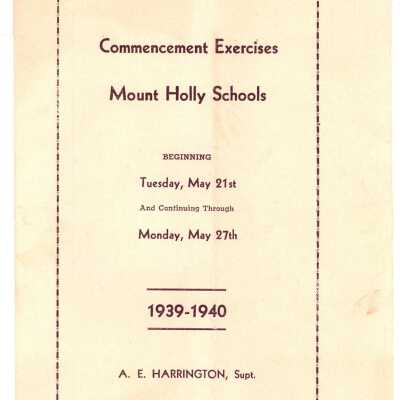 Commencement Exercises
Mount Holly Schools
BEGINNING
Tuesday, May 21st
And Continuing Through
Monday, May 27th
1939-1940
A. E. HARRINGTON, Supt.